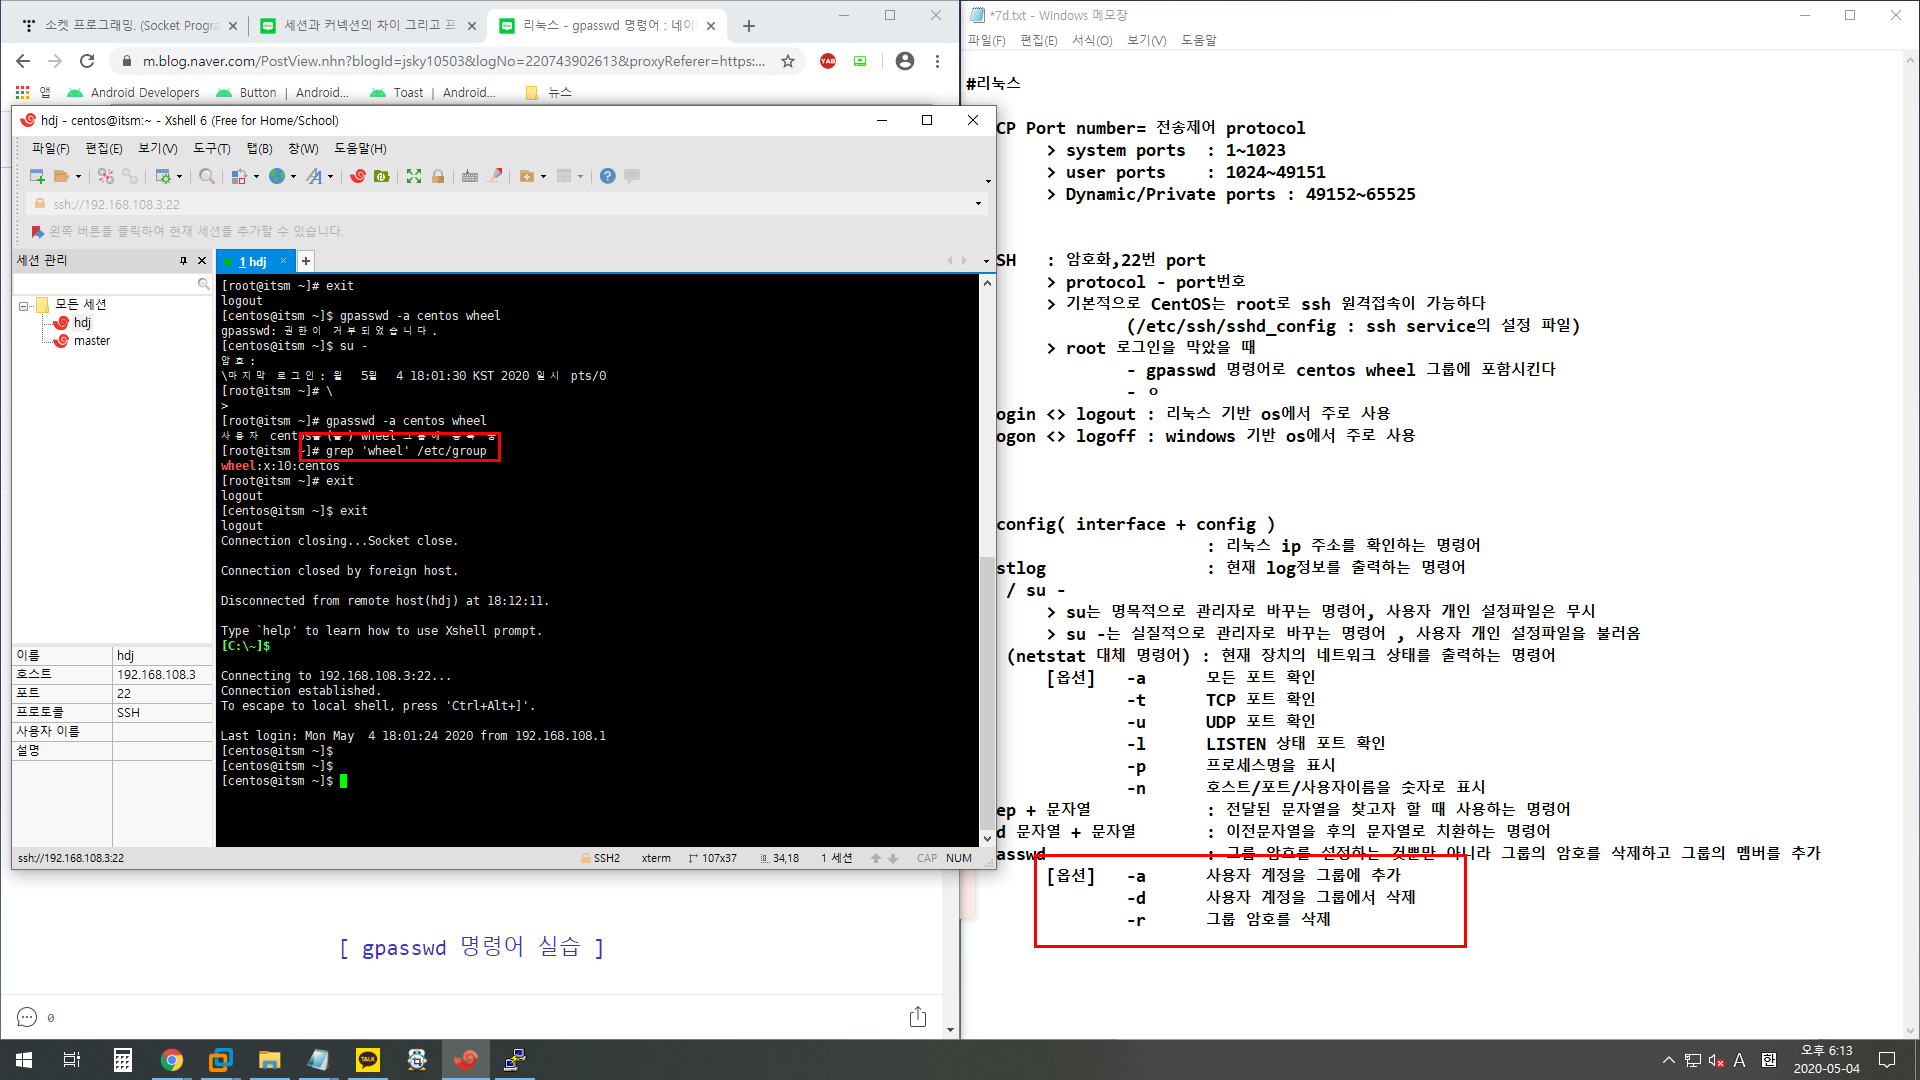 소켓 프로그래밍. (Socket Progra
세션과 커넥션의 차이 그리고 프
리눅스 - gpasswd 명령어 : 네이
m.blog.naver.com/PostView.nhn?blogId=jsky10503&logNo=220743902613&proxyReferer=https:...
앱
Android Developers
Button | Android...
Toast | Android...
뉴스
hdj - centos@itsm:~ - Xshell 6 (Free for Home/School)
파일(F) 편집(E) 보기(V) 도구(T) 탭(B) 창(W) 도움말(H)
ssh://192.168.108.3:22
왼쪽 버튼을 클릭하여 현재 세션을 추가할 수 있습니다.
세션 관리
모든 세션
hdj
master
이름 hdj
호스트 192.168.108.3
포트 22
프로토콜 SSH
사용자 이름
설명
1 hdj
[root@itsm ~]# exit
logout
[centos@itsm ~]$ gpasswd -a centos wheel
gpasswd: 권한이 거부되었습니다.
[centos@itsm ~]$ su -
암호:
\마지막 로그인: 월 5월 4 18:01:30 KST 2020 일시 pts/0
[root@itsm ~]# \
>
[root@itsm ~]# gpasswd -a centos wheel
사용자 centos을(를) wheel 그룹에 등록 중
[root@itsm ~]# grep 'wheel' /etc/group
wheel:x:10:centos
[root@itsm ~]# exit
logout
[centos@itsm ~]$ exit
logout
Connection closing...Socket close.
Connection closed by foreign host.
Disconnected from remote host(hdj) at 18:12:11.
Type `help' to learn how to use Xshell prompt.
[C:\~]$
Connecting to 192.168.108.3:22...
Connection established.
To escape to local shell, press 'Ctrl+Alt+]'.
Last login: Mon May  4 18:01:24 2020 from 192.168.108.1
[centos@itsm ~]$
[centos@itsm ~]$
[centos@itsm ~]$
ssh://192.168.108.3:22 SSH2 xterm 107x37 34,18 1 세션 CAP NUM
[ gpasswd 명령어 실습 ]
0
*7d.txt - Windows 메모장
파일(F) 편집(E) 서식(O) 보기(V) 도움말
#리눅스
CP Port number= 전송제어 protocol
> system ports : 1~1023
> user ports : 1024~49151
> Dynamic/Private ports : 49152~65525
SH : 암호화,22번 port
> protocol - port번호
> 기본적으로 CentOS는 root로 ssh 원격접속이 가능하다
(/etc/ssh/sshd_config : ssh service의 설정 파일)
> root 로그인을 막았을 때
- gpasswd 명령어로 centos wheel 그룹에 포함시킨다
- ㅇ
ogin <> logout : 리눅스 기반 os에서 주로 사용
ogon <> logoff : windows 기반 os에서 주로 사용
config( interface + config )
: 리눅스 ip 주소를 확인하는 명령어
stlog : 현재 log정보를 출력하는 명령어
/ su -
> su는 명목적으로 관리자로 바꾸는 명령어, 사용자 개인 설정파일은 무시
> su -는 실질적으로 관리자로 바꾸는 명령어 , 사용자 개인 설정파일을 불러옴
(netstat 대체 명령어) : 현재 장치의 네트워크 상태를 출력하는 명령어
[옵션] -a 모든 포트 확인
-t TCP 포트 확인
-u UDP 포트 확인
-l LISTEN 상태 포트 확인
-p 프로세스명을 표시
-n 호스트/포트/사용자이름을 숫자로 표시
ep + 문자열 : 전달된 문자열을 찾고자 할 때 사용하는 명령어
d 문자열 + 문자열 : 이전문자열을 후의 문자열로 치환하는 명령어
asswd : 그룹 암호를 설정하는 것뿐만 아니라 그룹의 암호를 삭제하고 그룹의 멤버를 추가
[옵션] -a 사용자 계정을 그룹에 추가
-d 사용자 계정을 그룹에서 삭제
-r 그룹 암호를 삭제
TALK
A 한
오후 6:13
2020-05-04